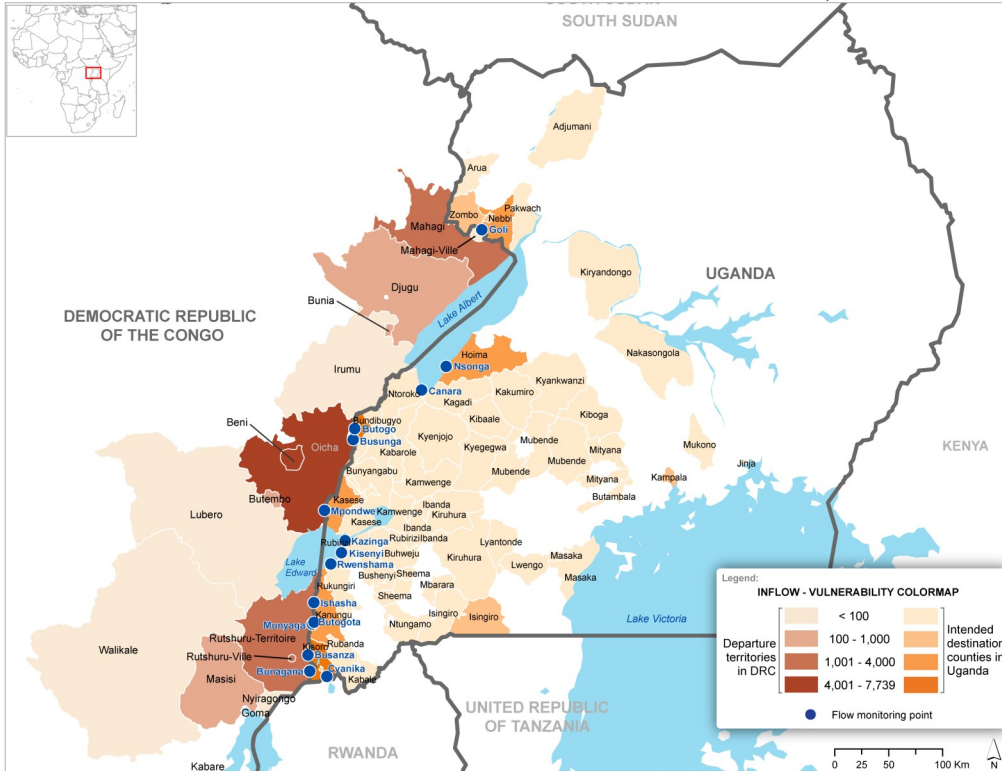 SOUTH SUDAN
Adjumani
Arua
Pakwach
Zombo
Nebbi
Goli
Mahagi
Mahagi-Ville
Kiryandongo
UGANDA
Djugu
Bunia
Lake Albert
DEMOCRATIC REPUBLIC
OF THE CONGO
Nakasongola
Hoima
Nsonga
Irumu
Canara
Ntoroko
Kagadi
Kakumiro
Kyankwanzi
Kibaale
Kiboga
Beni
Oicha
Bundibugyo
Butogo
Busunga
Kabarole
Kyenjojo
Kyegegwa
Mubende
Mubende
Mubende
Mityana
Mukono
KENYA
Bunyangabu
Kamwenge
Mityana
Kampala
Jinja
Butambala
Butembo
Kasese
Mpondwe
Kasese
Kamwenge
Ibanda
Kiruhura
Lubero
Ibanda
Rubirizi
Ibanda
Rubirizi
Kazinga
Kisenyi
Buhweju
Kiruhura
Lyantonde
Masaka
Lwengo
Masaka
Lake
Edward
Rwenshama
Bushenyi
Sheema
Mbarara
Rukungiri
Sheema
Ishasha
Kanungu
Isingiro
Isingiro
Ntungamo
Munyaga
Butogota
Lake Victoria
Rutshuru-Territoire
Kisoro
Rubanda
Walikale
Rutshuru-Ville
Busanza
Bunagana
Cyanika
Kabale
Masisi
Nyiragongo
Goma
UNITED REPUBLIC
OF TANZANIA
RWANDA
Kabare
Legend:
INFLOW - VULNERABILITY COLORMAP
Departure
territories
in DRC
< 100
100 - 1,000
1,001 - 4,000
4,001 - 7,739
Intended
destination
counties in
Uganda
Flow monitoring point
0 25 50 100 Km
N